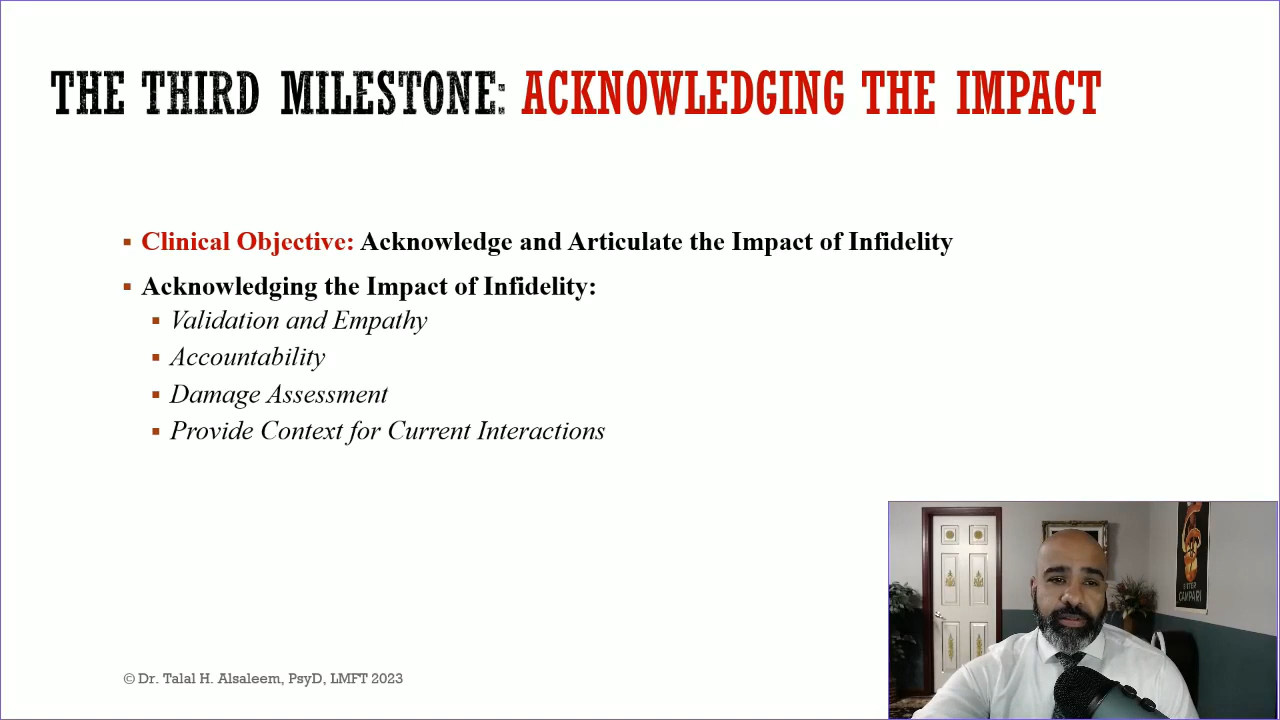 THE THIRD MILESTONE: ACKNOWLEDGING THE IMPACT
Clinical Objective: Acknowledge and Articulate the Impact of Infidelity
Acknowledging the Impact of Infidelity:
Validation and Empathy
Accountability
Damage Assessment
Provide Context for Current Interactions
© Dr. Talal H. Alsaleem, PsyD, LMFT 2023
BITTER
CAMPARI